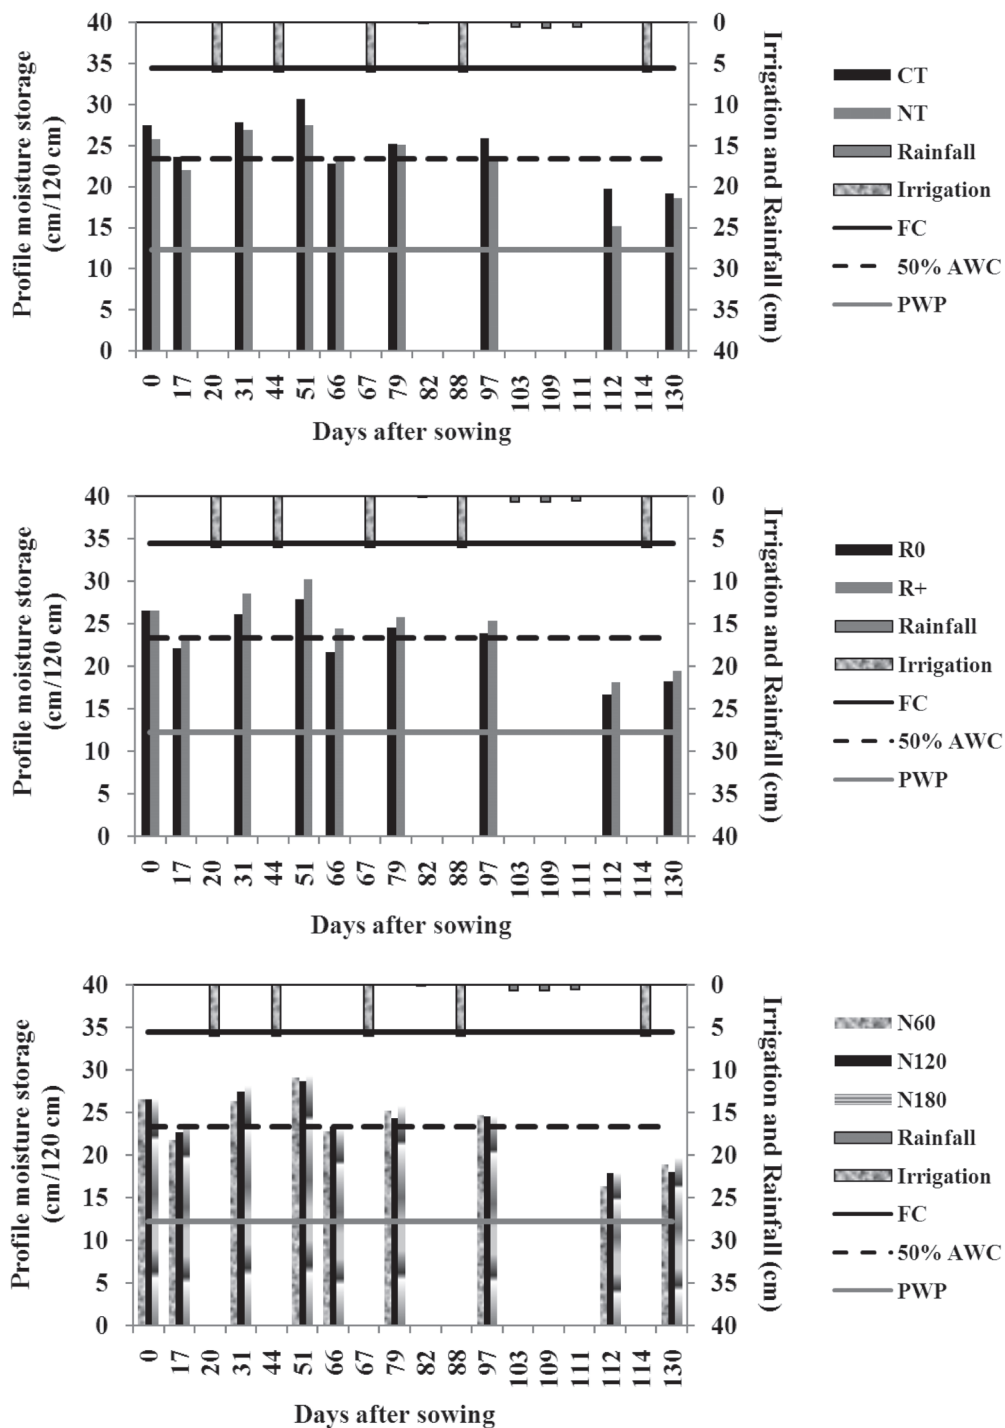 Profile moisture storage
(cm/120 cm)
40
35
30
25
20
15
10
5
0
0
5
10
15
20
25
30
35
40
Irrigation and Rainfall (cm)
0 17 20 31 44 51 66 67 79 82 88 97 103 109 111 112 114 130
Days after sowing
CT
NT
Rainfall
Irrigation
FC
50% AWC
PWP
Profile moisture storage
(cm/120 cm)
40
35
30
25
20
15
10
5
0
0
5
10
15
20
25
30
35
40
Irrigation and Rainfall (cm)
0 17 20 31 44 51 66 67 79 82 88 97 103 109 111 112 114 130
Days after sowing
R0
R+
Rainfall
Irrigation
FC
50% AWC
PWP
Profile moisture storage
(cm/120 cm)
40
35
30
25
20
15
10
5
0
0
5
10
15
20
25
30
35
40
Irrigation and Rainfall (cm)
0 17 20 31 44 51 66 67 79 82 88 97 103 109 111 112 114 130
Days after sowing
N60
N120
N180
Rainfall
Irrigation
FC
50% AWC
PWP